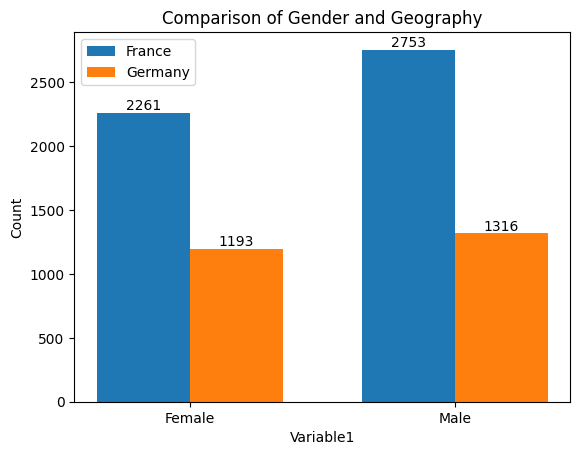 Comparison of Gender and Geography
France
Germany
2261
1193
2753
1316
Count
2500
2000
1500
1000
500
0
Female
Male
Variable1